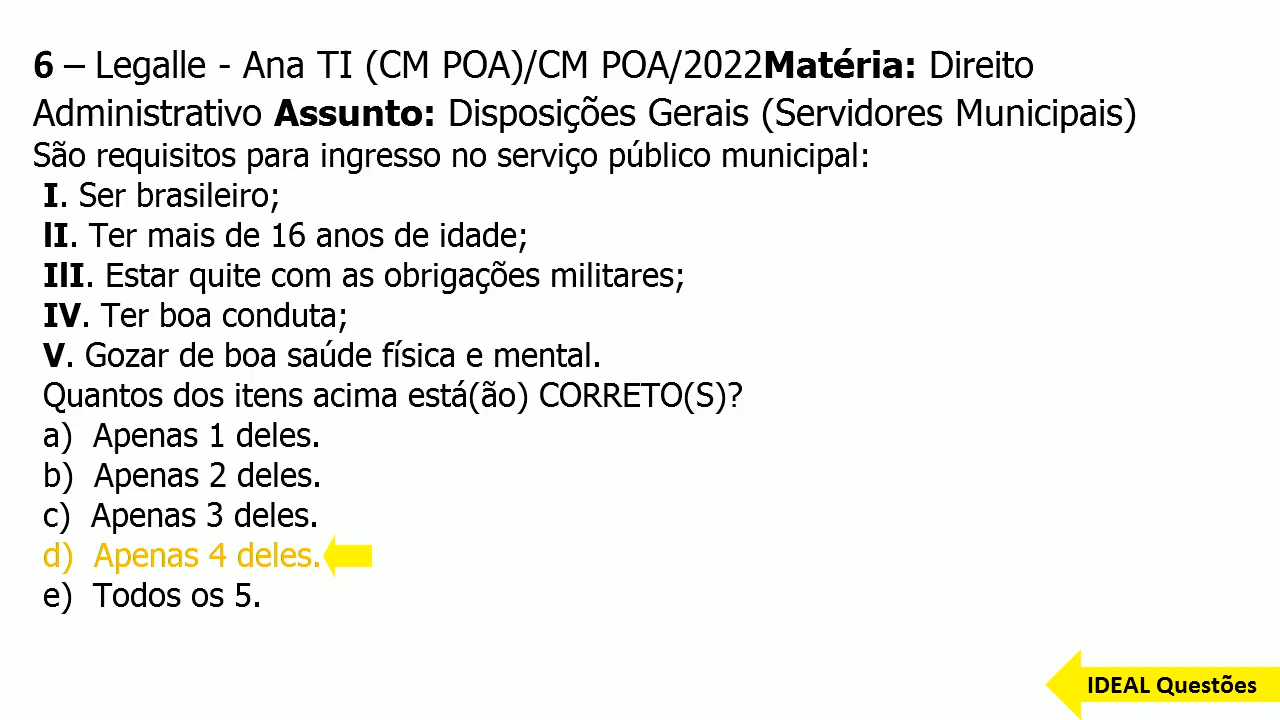 6 – Legalle - Ana TI (CM POA)/CM POA/2022Matéria: Direito
Administrativo Assunto: Disposições Gerais (Servidores Municipais)
São requisitos para ingresso no serviço público municipal:
I. Ser brasileiro;
lI. Ter mais de 16 anos de idade;
IlI. Estar quite com as obrigações militares;
IV. Ter boa conduta;
V. Gozar de boa saúde física e mental.
Quantos dos itens acima está(ão) CORRETO(S)?
a) Apenas 1 deles.
b) Apenas 2 deles.
c) Apenas 3 deles.
d) Apenas 4 deles.
e) Todos os 5.
IDEAL Questões